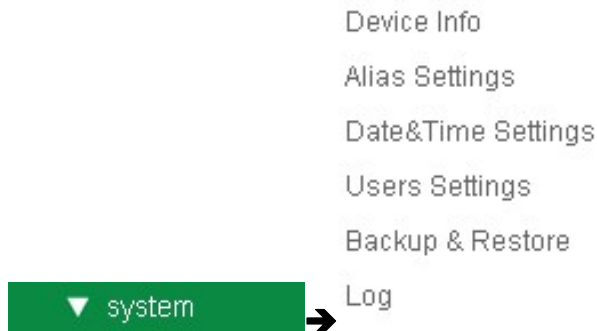 Device Info
Alias Settings
Date&Time Settings
Users Settings
Backup & Restore
Log
▼ system ➔